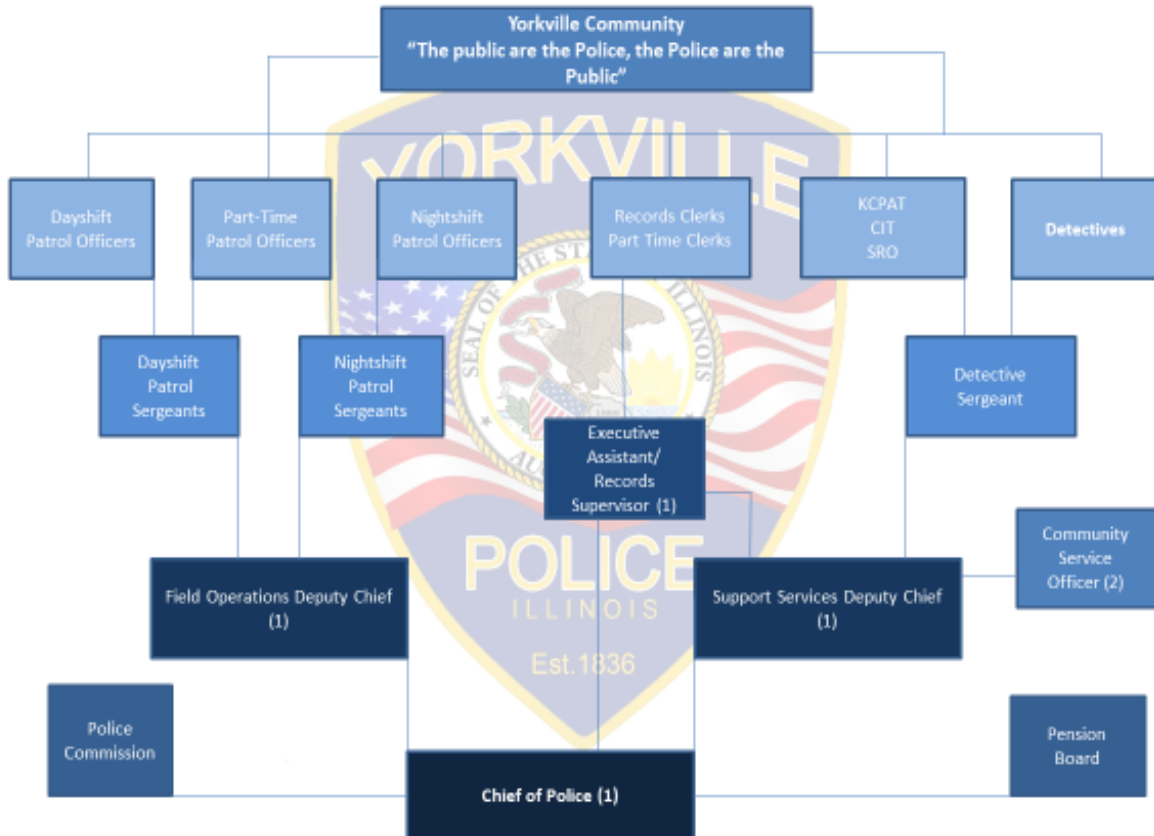 Yorkville Community
"The public are the Police, the Police are the
Public"
YORKVILLE
Dayshift
Patrol Officers
Part-Time
Patrol Officers
Nightshift
Patrol Officers
Records Clerks
Part Time Clerks
KCPAT
CIT
SRO
Detectives
SEAL OF THE STATE OF ILLINOIS
Dayshift
Patrol
Sergeants
Nightshift
Patrol
Sergeants
Detective
Sergeant
Executive
Assistant/
Records
Supervisor (1)
Community
Service
Officer (2)
POLICE
ILLINOIS
Field Operations Deputy Chief
(1)
Support Services Deputy Chief
(1)
Est.1836
Police
Commission
Pension
Board
Chief of Police (1)